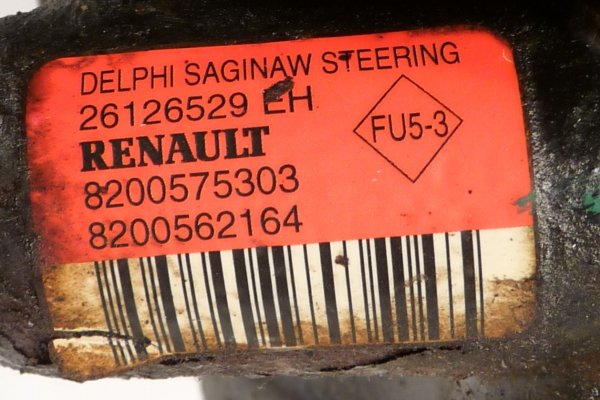 DELPHI SAGINAW STEERING
26126529 EH
FU5-3
RENAULT
8200575303
8200562164